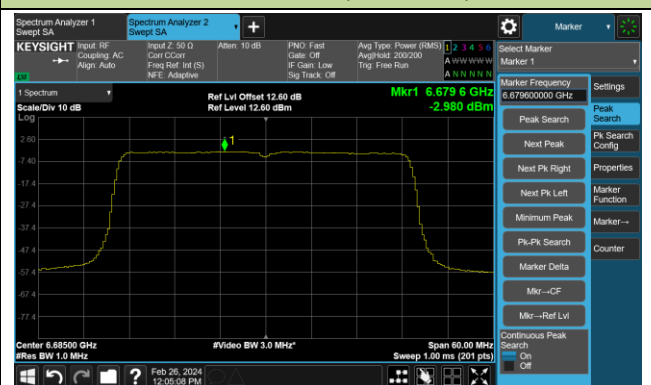 Spectrum Analyzer 1
Swept SA
Spectrum Analyzer 2
Swept SA
Marker
KEYSIGHT
Input: RF
Coupling: AC
Align: Auto
Input Z: 50 Ω
Corr CCorr
Freq Ref: Int (S)
NFE: Adaptive
Atten: 10 dB
PNO: Fast
Gate: Off
IF Gain: Low
Sig Track: Off
Avg Type: Power (RMS)
Avg|Hold: 200/200
Trig: Free Run
1 2 3 4 5 6
A W W W W W
A N N N N N
Select Marker
Marker 1
1 Spectrum
Scale/Div 10 dB
Log
Ref Lvl Offset 12.60 dB
Ref Level 12.60 dBm
Mkr1 6.679 6 GHz
-2.980 dBm
1
2.60
-7.40
-17.4
-27.4
-37.4
-47.4
-57.4
-67.4
-77.4
Center 6.68500 GHz
#Res BW 1.0 MHz
#Video BW 3.0 MHz*
Span 60.00 MHz
Sweep 1.00 ms (201 pts)
Marker Frequency
6.679600000 GHz
Peak Search
Next Peak
Next Pk Right
Next Pk Left
Minimum Peak
Pk-Pk Search
Marker Delta
Mkr→CF
Mkr→Ref Lvl
Continuous Peak
Search
On
Off
Settings
Peak
Search
Pk Search
Config
Properties
Marker
Function
Marker→
Counter
Feb 26, 2024
12:05:08 PM